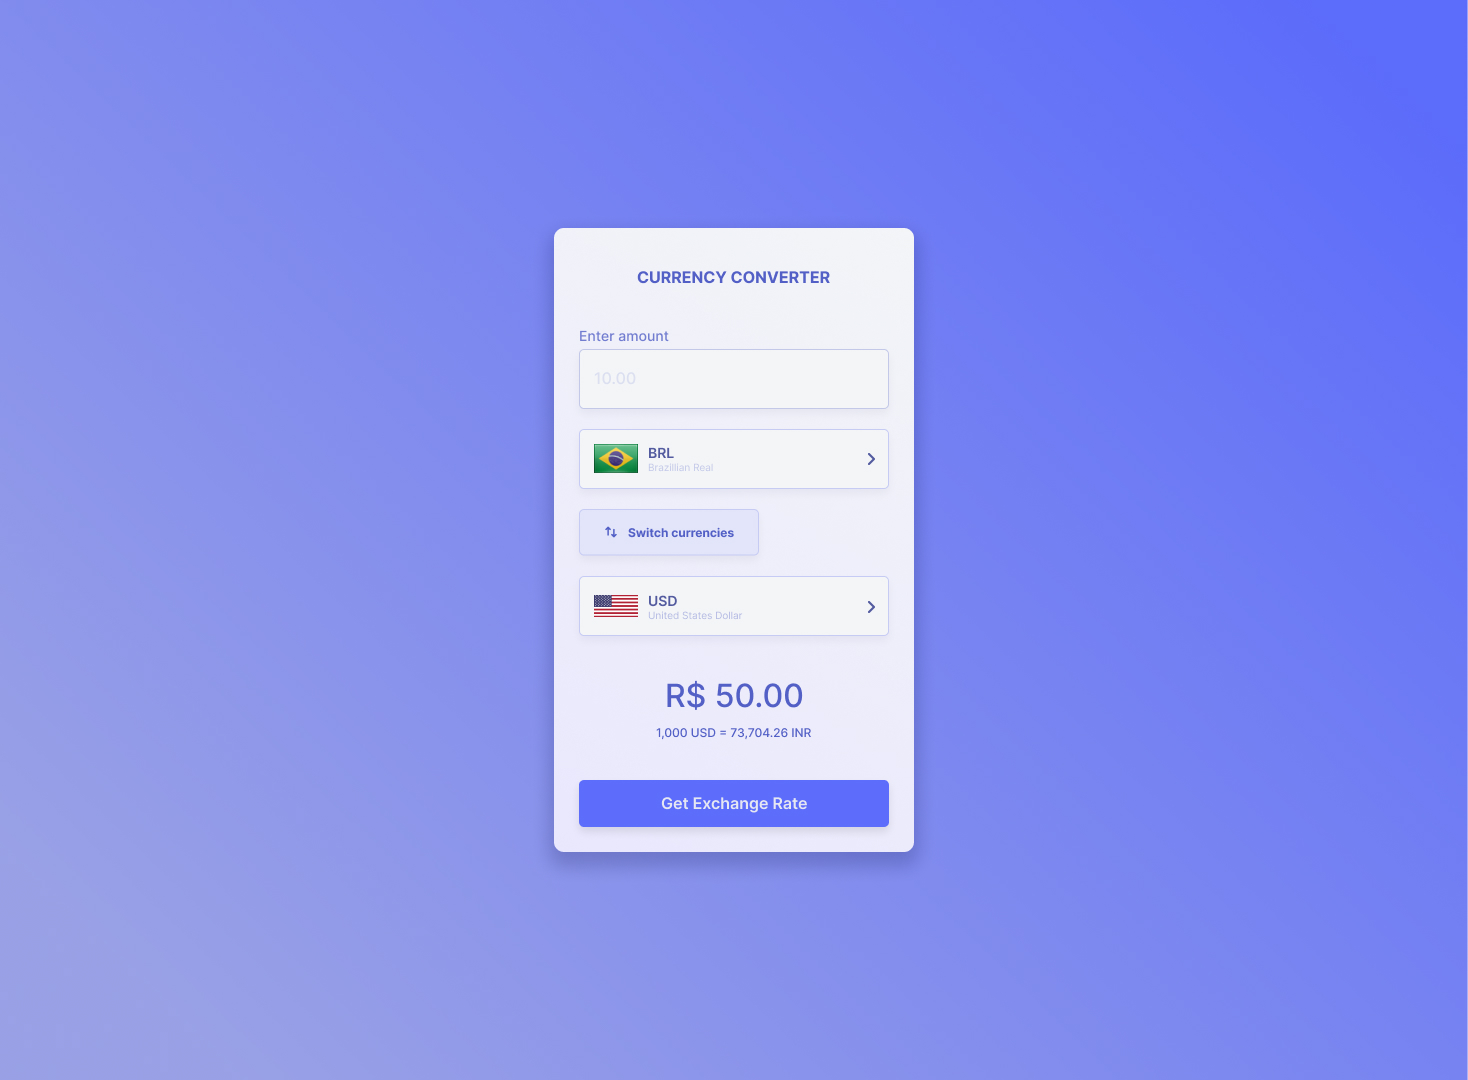 CURRENCY CONVERTER
Enter amount
10.00
BRL
Brazillian Real
Switch currencies
USD
United States Dollar
R$ 50.00
1,000 USD = 73,704.26 INR
Get Exchange Rate